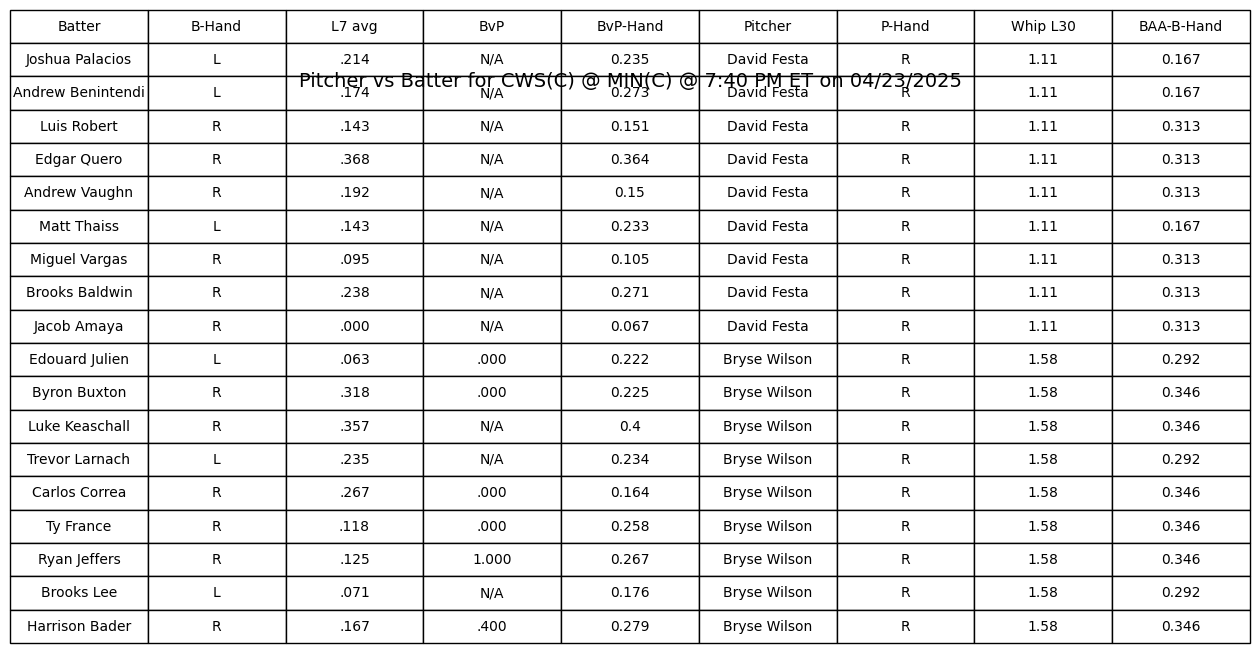 Batter B-Hand L7 avg BvP BvP-Hand Pitcher P-Hand Whip L30 BAA-B-Hand
Joshua Palacios L .214 N/A 0.235 David Festa R 1.11 0.167
Pitcher vs Batter for CWS(C) @ MIN(C) @ 7:40 PM ET on 04/23/2025
Andrew Benintendi L .174 N/A 0.273 David Festa R 1.11 0.167
Luis Robert R .143 N/A 0.151 David Festa R 1.11 0.313
Edgar Quero R .368 N/A 0.364 David Festa R 1.11 0.313
Andrew Vaughn R .192 N/A 0.15 David Festa R 1.11 0.313
Matt Thaiss L .143 N/A 0.233 David Festa R 1.11 0.167
Miguel Vargas R .095 N/A 0.105 David Festa R 1.11 0.313
Brooks Baldwin R .238 N/A 0.271 David Festa R 1.11 0.313
Jacob Amaya R .000 N/A 0.067 David Festa R 1.11 0.313
Edouard Julien L .063 .000 0.222 Bryse Wilson R 1.58 0.292
Byron Buxton R .318 .000 0.225 Bryse Wilson R 1.58 0.346
Luke Keaschall R .357 N/A 0.4 Bryse Wilson R 1.58 0.346
Trevor Larnach L .235 N/A 0.234 Bryse Wilson R 1.58 0.292
Carlos Correa R .267 .000 0.164 Bryse Wilson R 1.58 0.346
Ty France R .118 .000 0.258 Bryse Wilson R 1.58 0.346
Ryan Jeffers R .125 1.000 0.267 Bryse Wilson R 1.58 0.346
Brooks Lee L .071 N/A 0.176 Bryse Wilson R 1.58 0.292
Harrison Bader R .167 .400 0.279 Bryse Wilson R 1.58 0.346